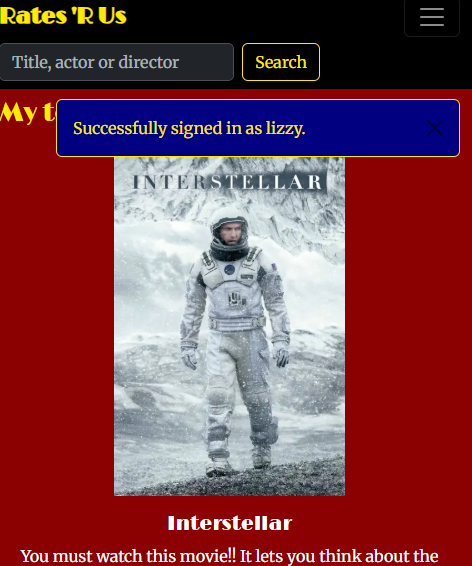 Rates 'R Us
Title, actor or director
Search
My t
Successfully signed in as lizzy.
INTERSTELLAR
Interstellar
You must watch this movie!! It lets you think about the